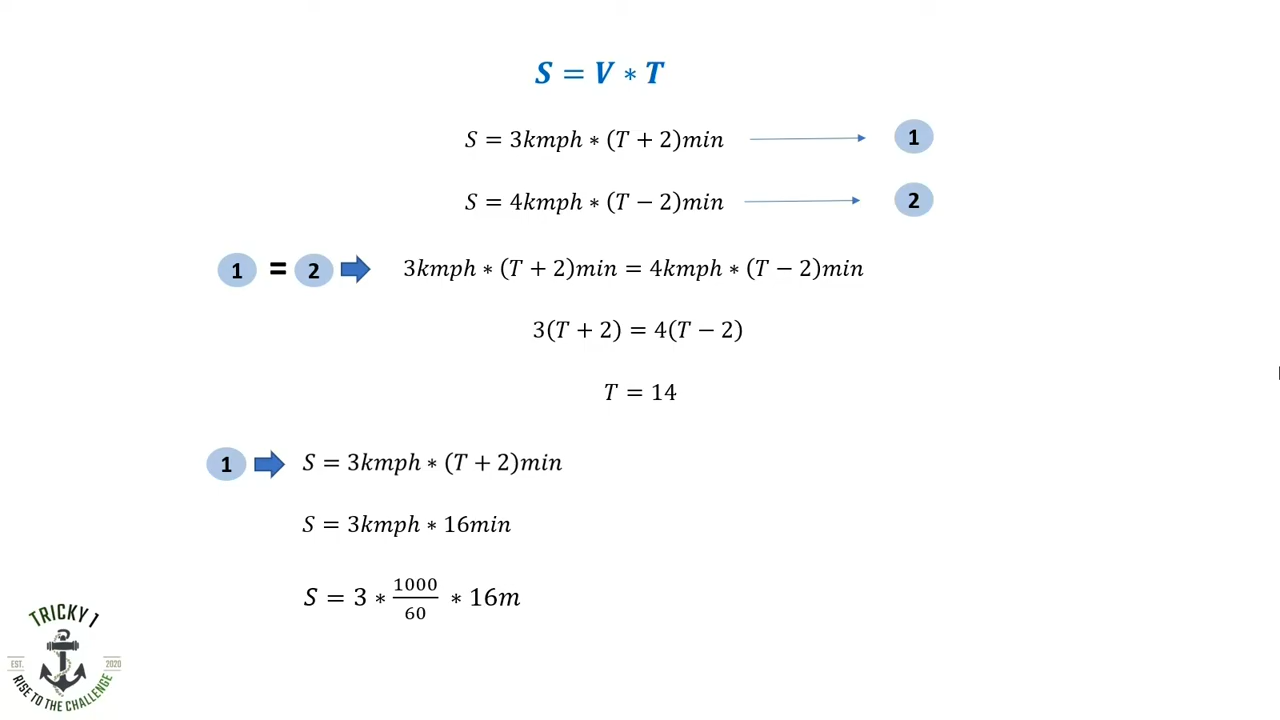 S = V * T
S = 3kmph * (T + 2)min 1
S = 4kmph * (T − 2)min 2
1 = 2 3kmph * (T + 2)min = 4kmph * (T − 2)min
3(T + 2) = 4(T − 2)
T = 14
1 S = 3kmph * (T + 2)min
S = 3kmph * 16min
S = 3 * 1000/60 * 16m
TRICKY 1
EST. 2020
RISE TO THE CHALLENGE